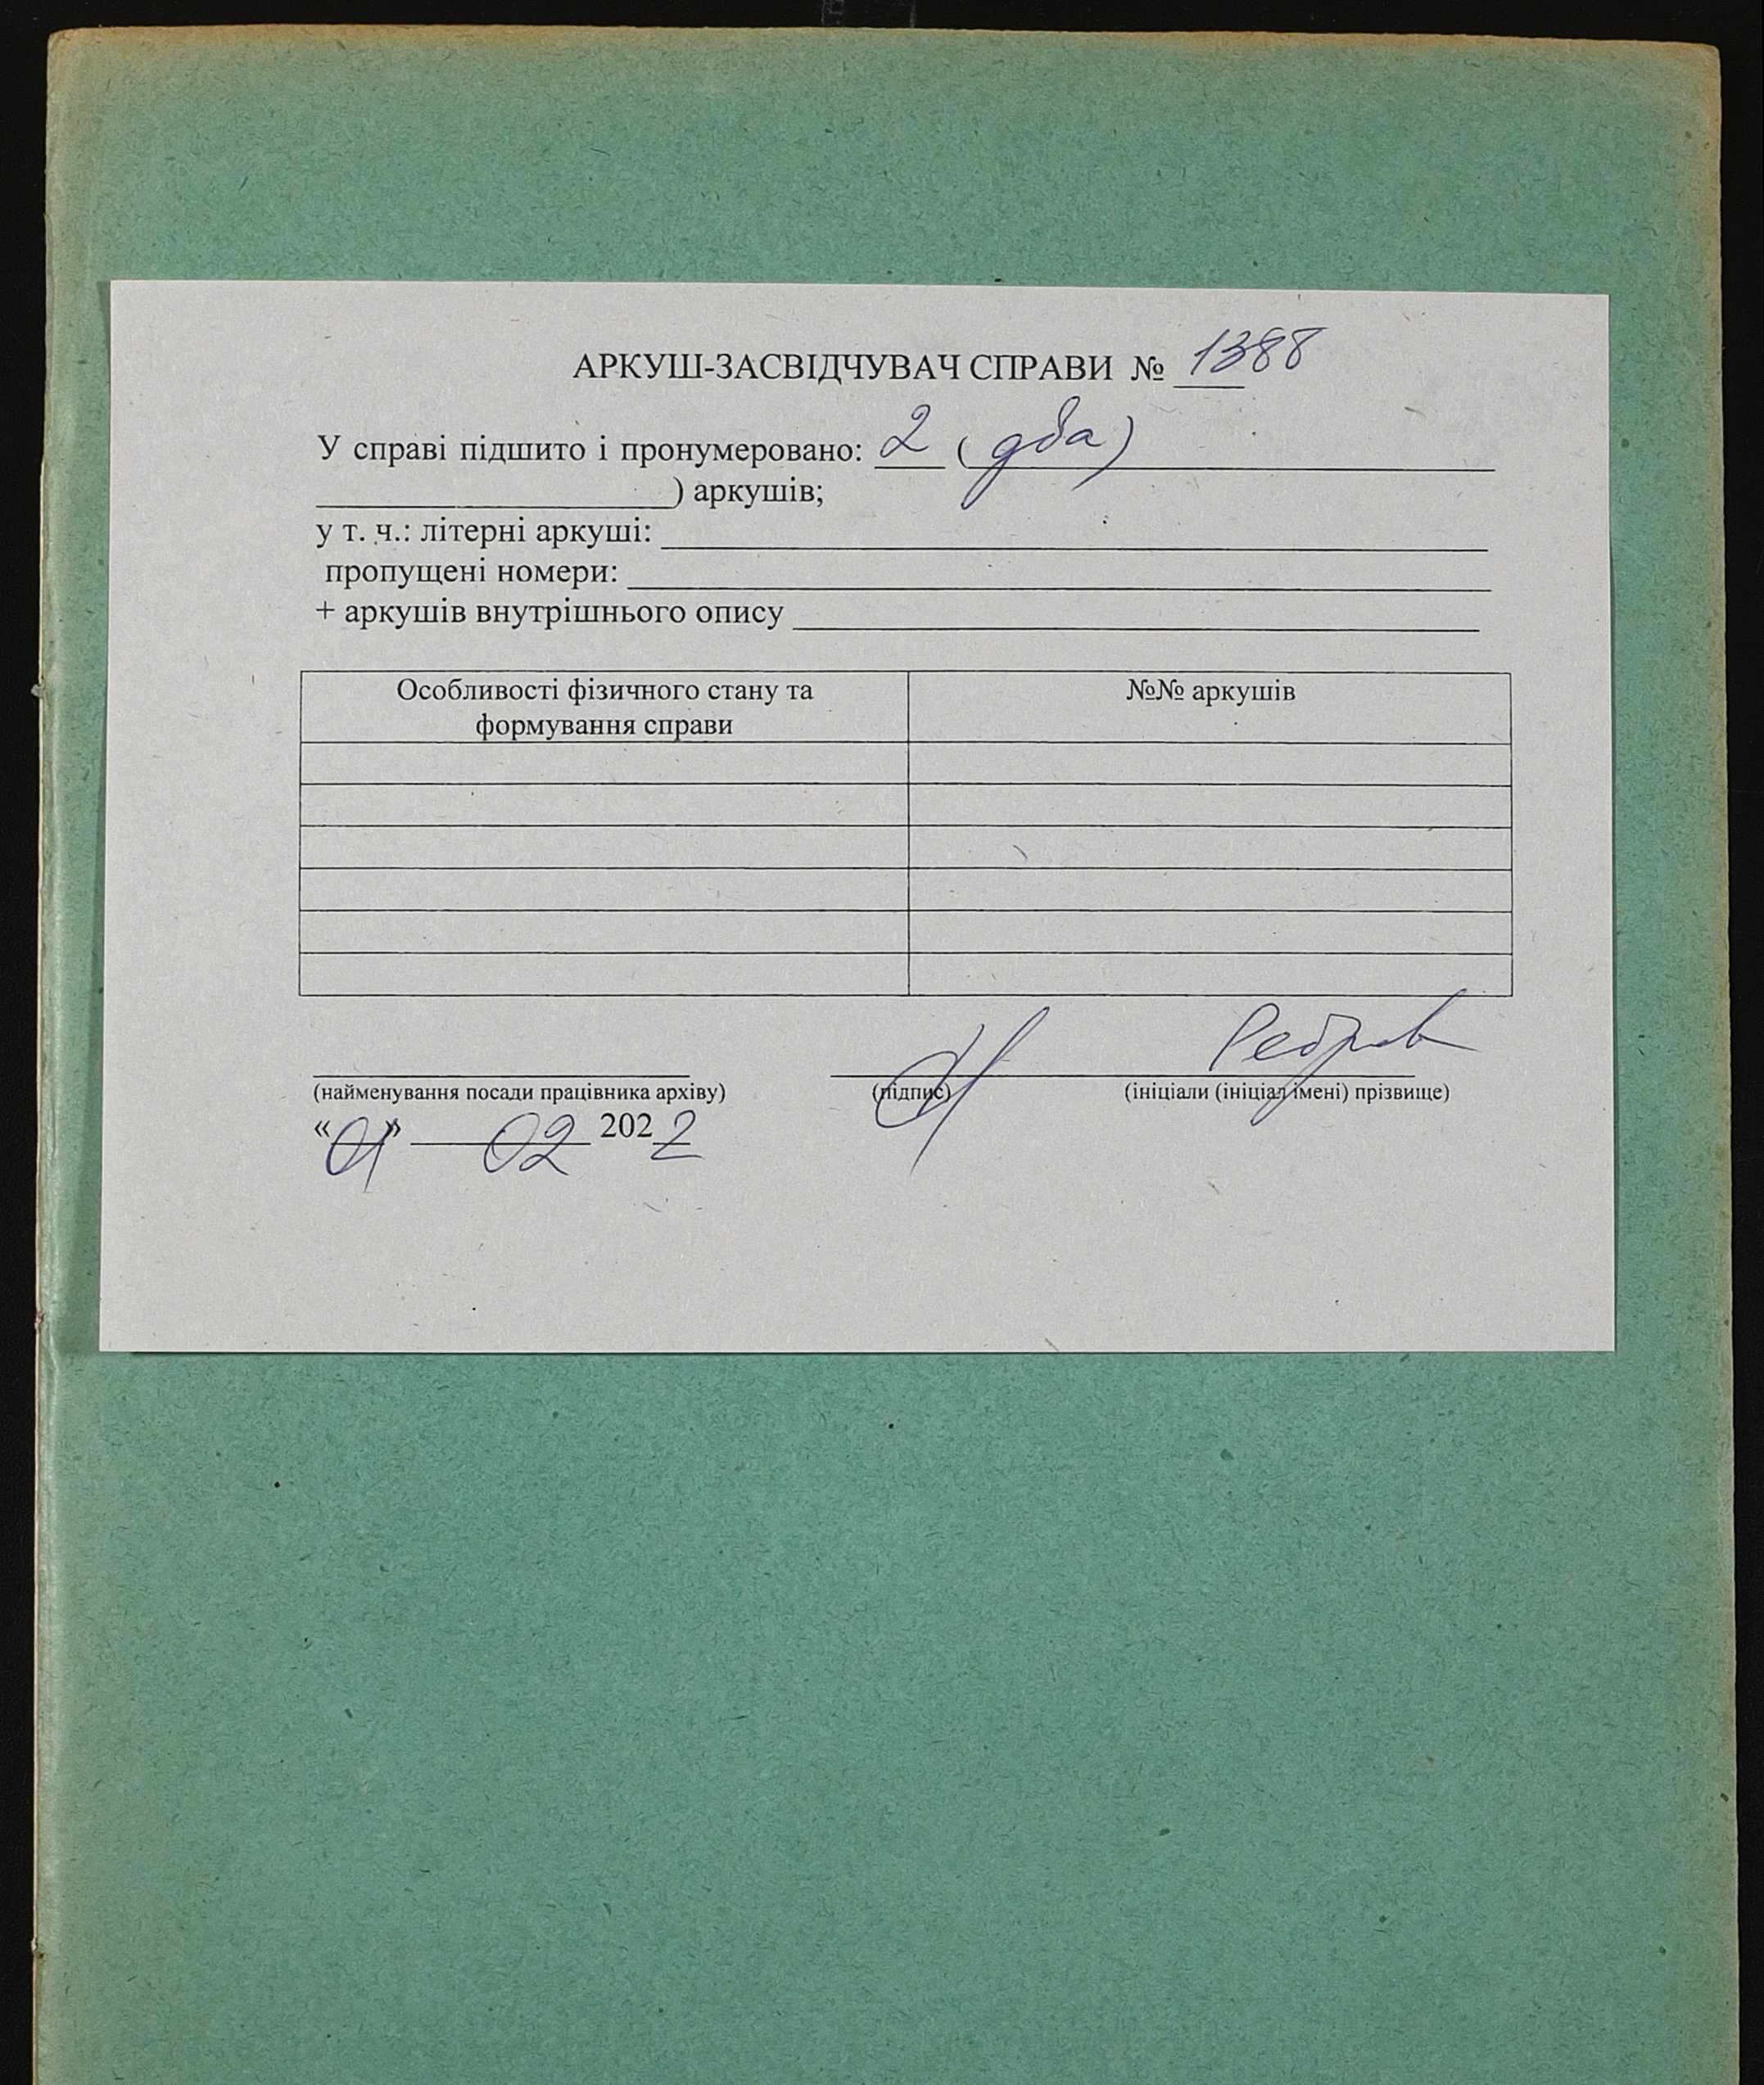 АРКУШ-ЗАСВІДЧУВАЧ СПРАВИ № 1388
У справі підшито і пронумеровано: 2 (два)
) аркушів;
у т. ч.: літерні аркуші:
пропущені номери:
+ аркушів внутрішнього опису
Особливості фізичного стану та
формування справи
№№ аркушів
(найменування посади працівника архіву)
(підпис)
(ініціали (ініціал імені) прізвище)
«01» 02 2022